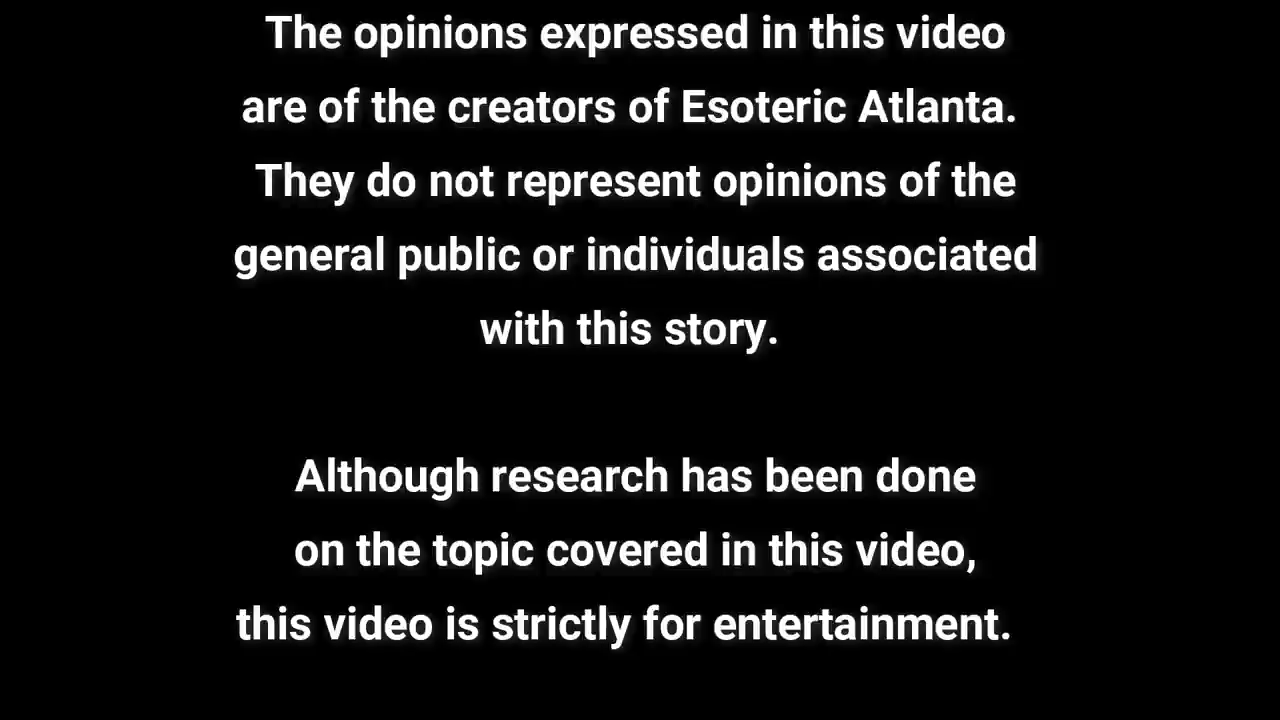 The opinions expressed in this video
are of the creators of Esoteric Atlanta.
They do not represent opinions of the
general public or individuals associated
with this story.
Although research has been done
on the topic covered in this video,
this video is strictly for entertainment.